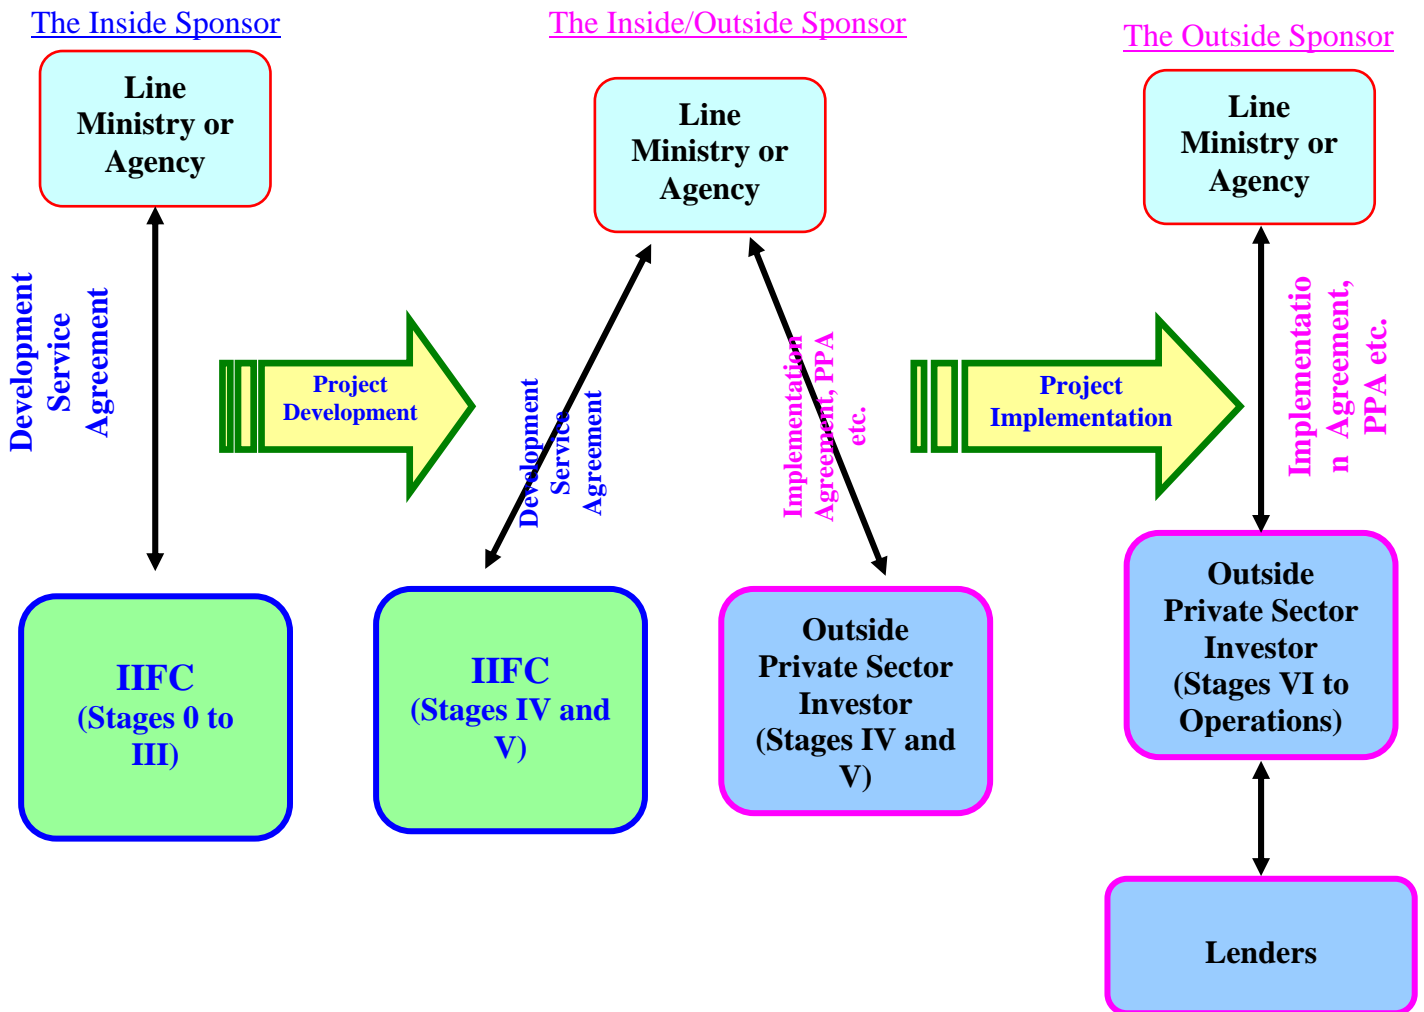 The Inside Sponsor
The Inside/Outside Sponsor
The Outside Sponsor
Line
Ministry or
Agency
Line
Ministry or
Agency
Line
Ministry or
Agency
Development
Service
Agreement
Project
Development
Development
Service
Agreement
Implementation
Agreement, PPA
etc.
Project
Implementation
Implementatio
n Agreement,
PPA etc.
IIFC
(Stages 0 to
III)
IIFC
(Stages IV and
V)
Outside
Private Sector
Investor
(Stages IV and
V)
Outside
Private Sector
Investor
(Stages VI to
Operations)
Lenders